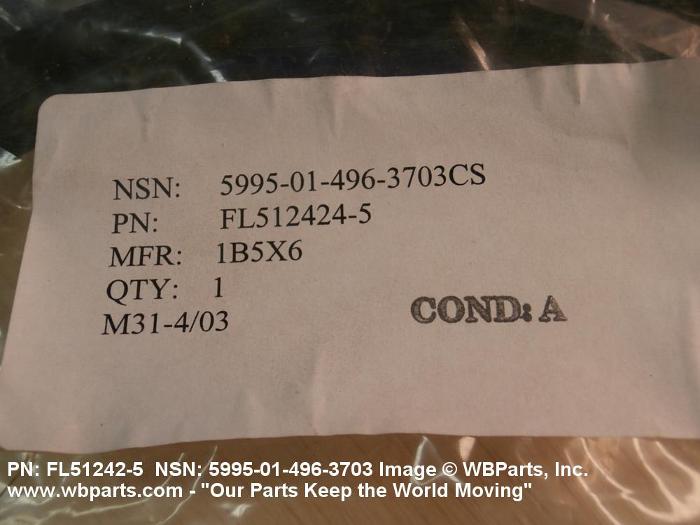 NSN: 5995-01-496-3703CS
PN: FL512424-5
MFR: 1B5X6
QTY: 1
M31-4/03
COND: A
PN: FL51242-5 NSN: 5995-01-496-3703 Image © WBParts, Inc.
www.wbparts.com - "Our Parts Keep the World Moving"